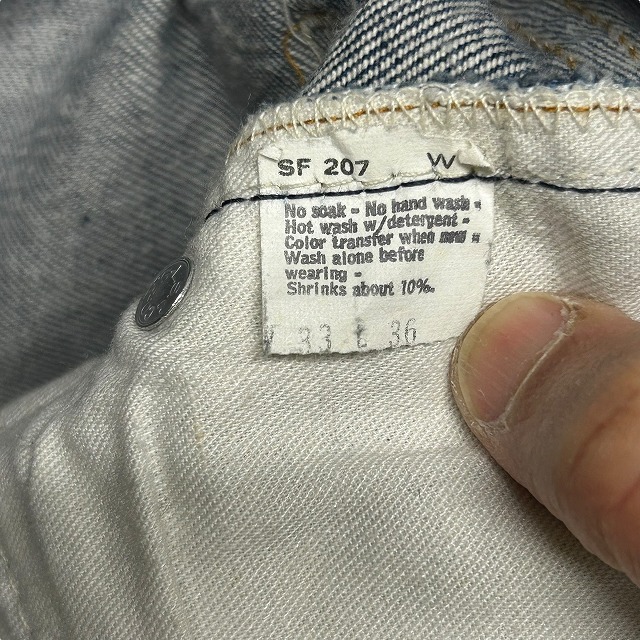 SF 207 W
No soak - No hand wash -
Hot wash w/detergent -
Color transfer when new -
Wash alone before
wearing -
Shrinks about 10%.
W 33 L 36